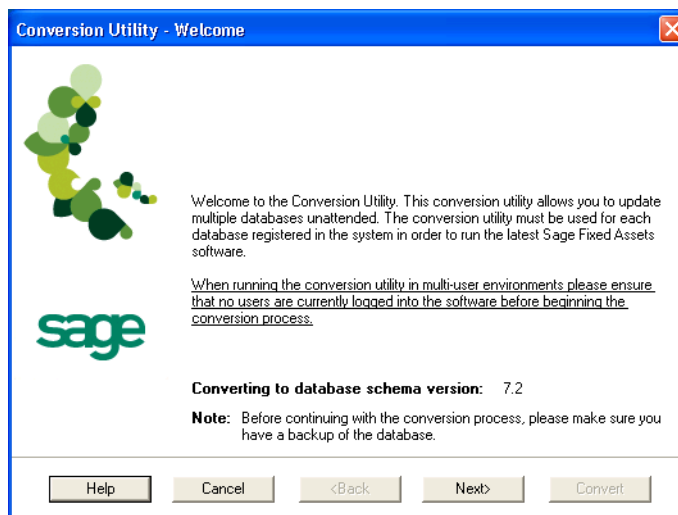 Conversion Utility - Welcome
Welcome to the Conversion Utility. This conversion utility allows you to update
multiple databases unattended. The conversion utility must be used for each
database registered in the system in order to run the latest Sage Fixed Assets
software.
When running the conversion utility in multi-user environments please ensure
that no users are currently logged into the software before beginning the
conversion process.
sage
Converting to database schema version: 7.2
Note: Before continuing with the conversion process, please make sure you
have a backup of the database.
Help Cancel <Back Next> Convert